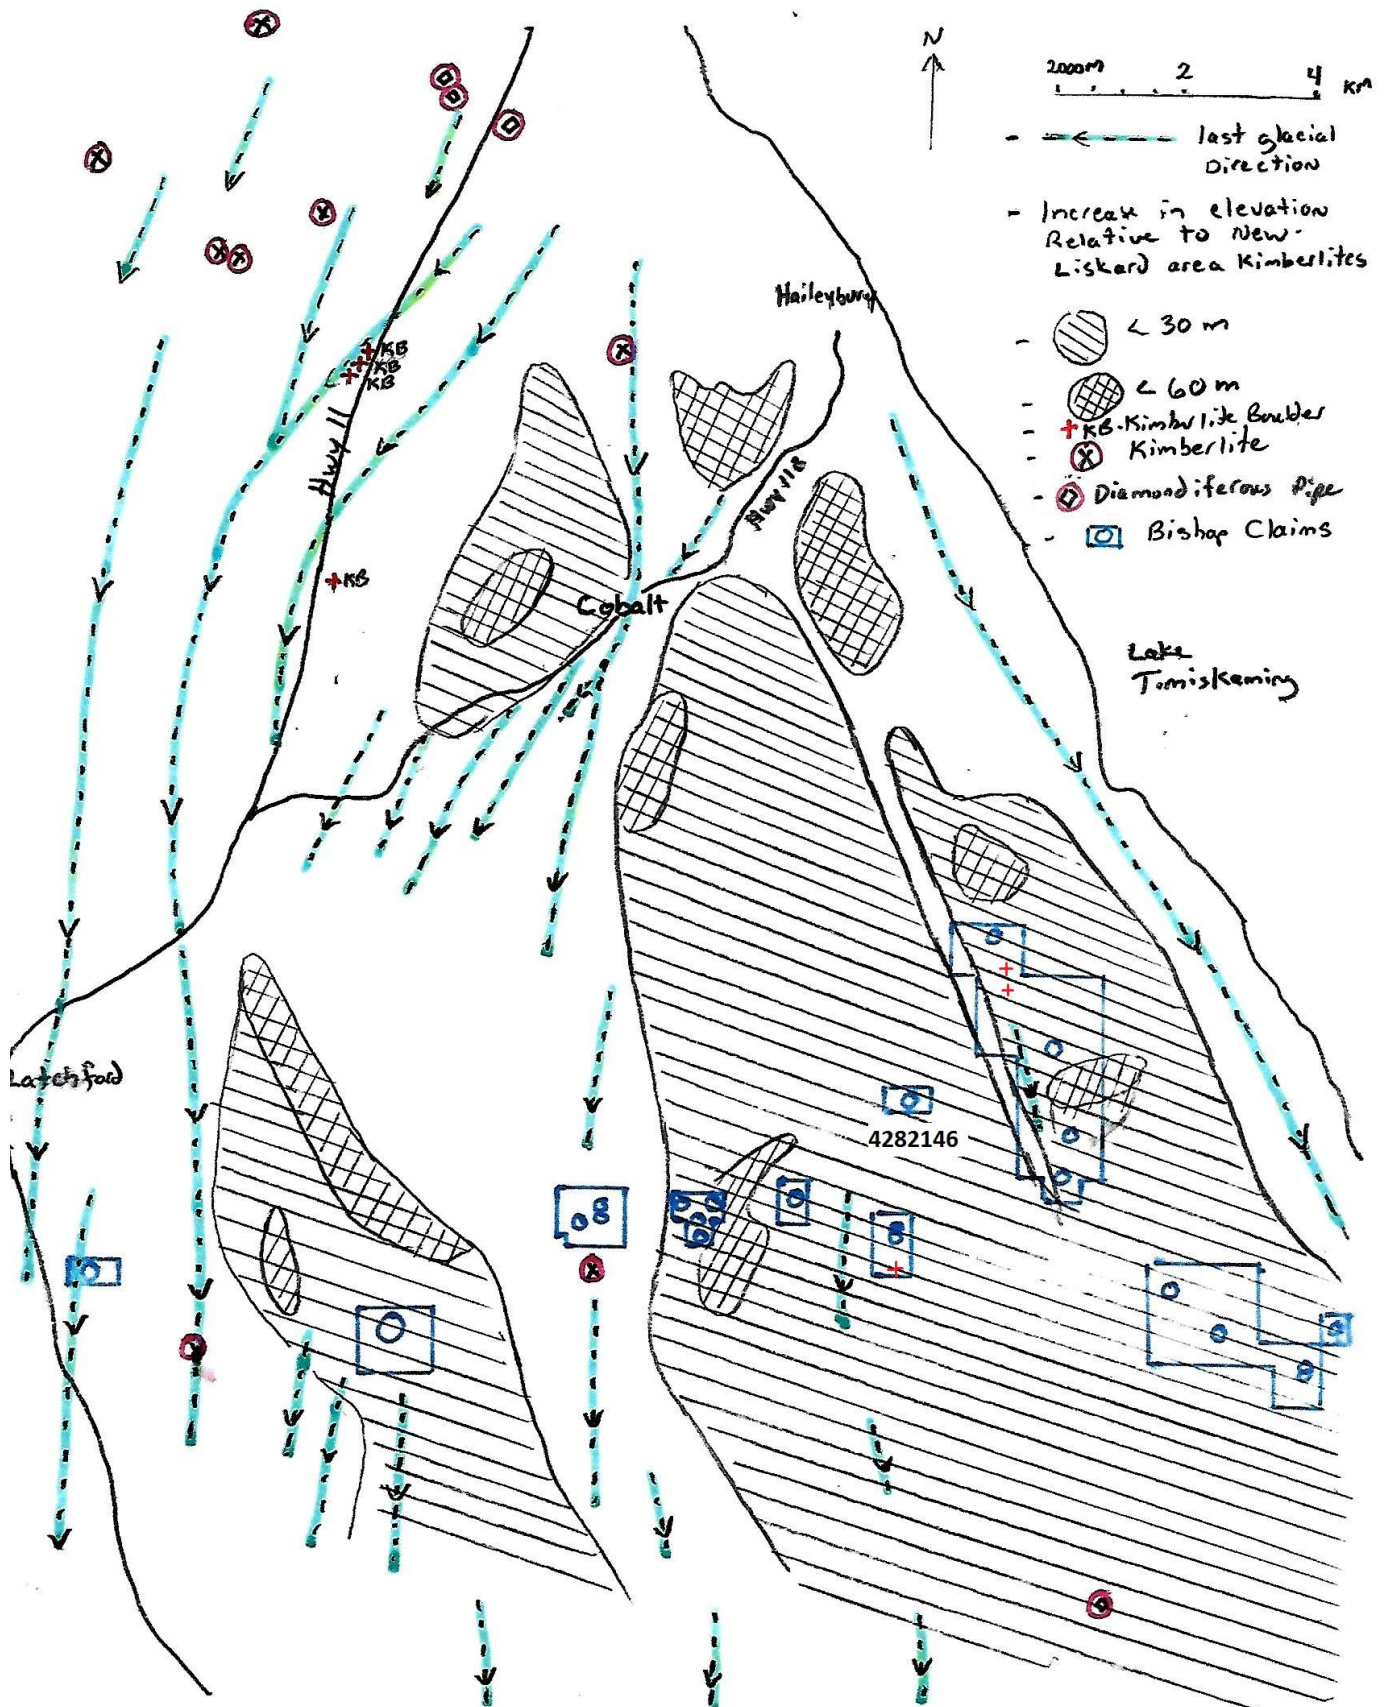 N
2000m 2 4 KM
- last glacial
Direction
- Increase in elevation
Relative to New-
Liskard area Kimberlites
- < 30 m
- < 60 m
- + KB-Kimberlite Boulder
- Kimberlite
- Diamondiferous Pipe
- Bishop Claims
Haileybury
KB
KB
KB
Hwy 11
Hwy 11B
KB
Cobalt
Lake
Timiskaming
Latchford
4282146